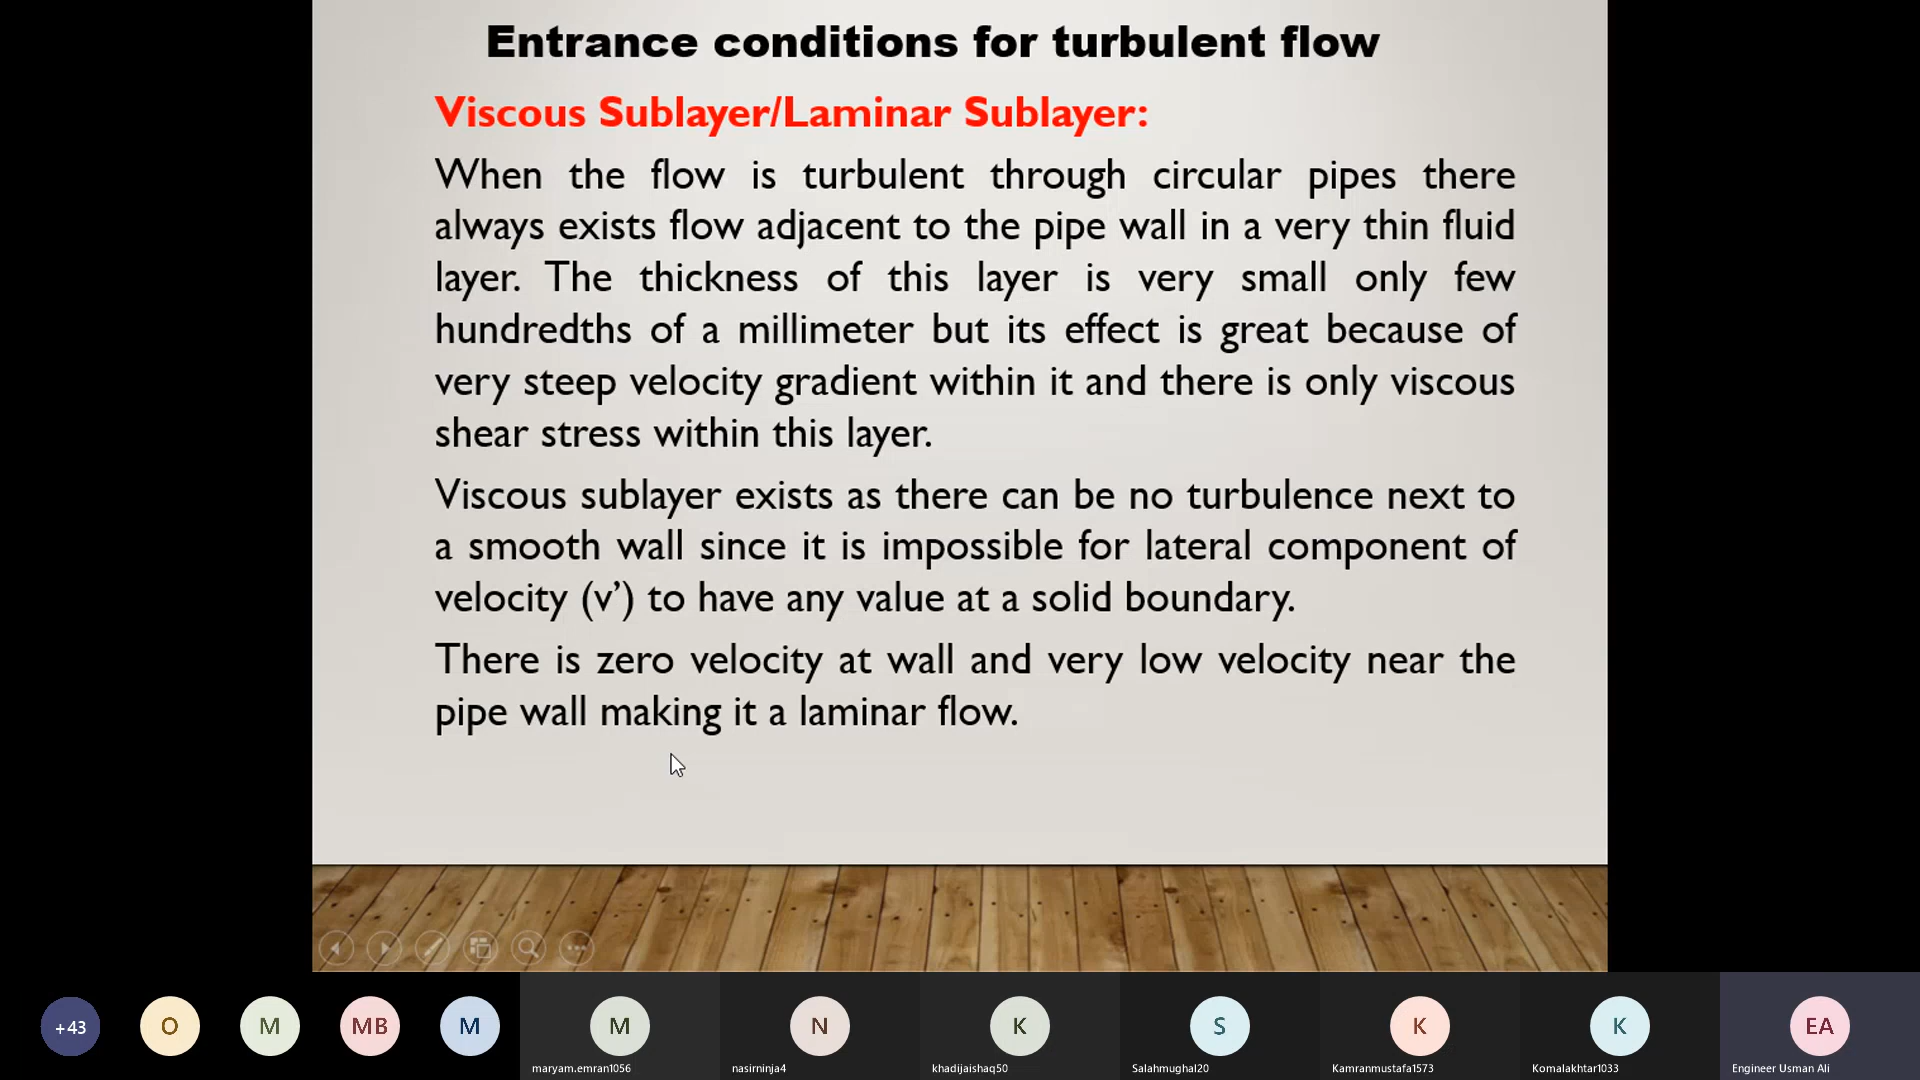 Entrance conditions for turbulent flow
Viscous Sublayer/Laminar Sublayer:
When the flow is turbulent through circular pipes there
always exists flow adjacent to the pipe wall in a very thin fluid
layer. The thickness of this layer is very small only few
hundredths of a millimeter but its effect is great because of
very steep velocity gradient within it and there is only viscous
shear stress within this layer.
Viscous sublayer exists as there can be no turbulence next to
a smooth wall since it is impossible for lateral component of
velocity (v’) to have any value at a solid boundary.
There is zero velocity at wall and very low velocity near the
pipe wall making it a laminar flow.
+43 O M MB M M N K S K K EA
maryam.emran1056 nasirninja4 khadijaishaq50 Salahmughal20 Kamranmustafa1573 Komalakhtar1033 Engineer Usman Ali